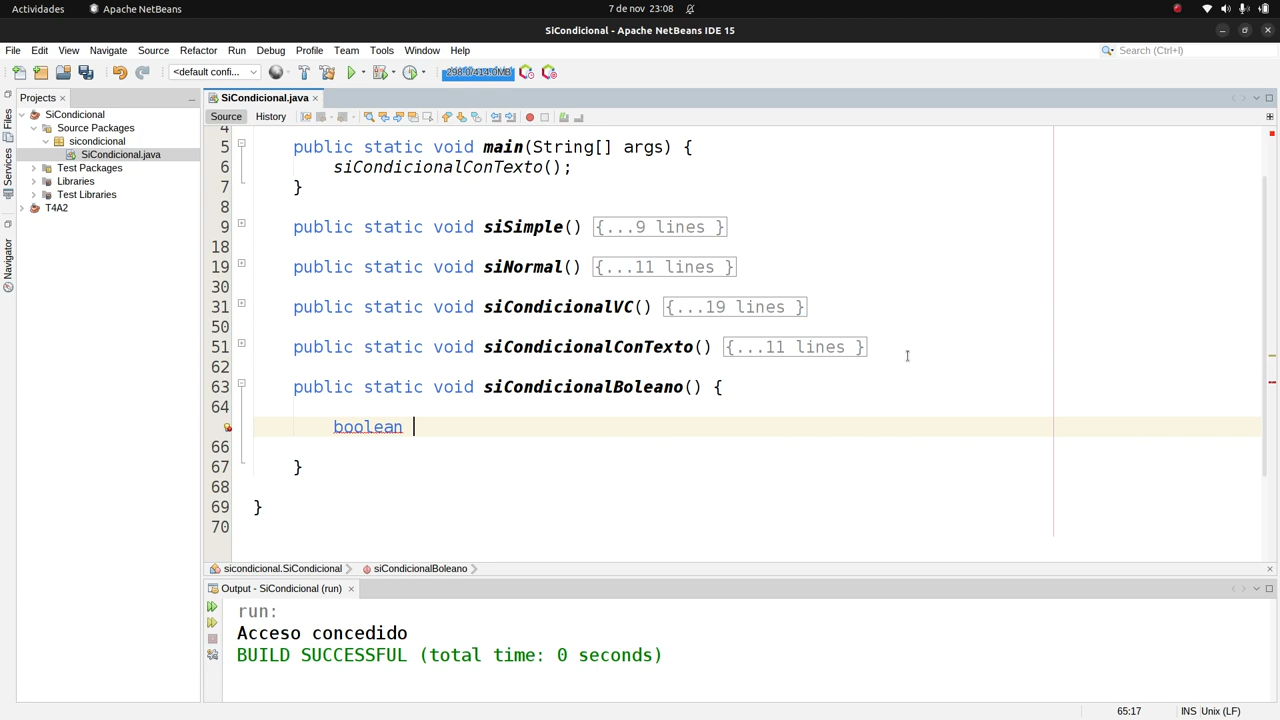 Actividades Apache NetBeans 7 de nov 23:08
SiCondicional - Apache NetBeans IDE 15
File Edit View Navigate Source Refactor Run Debug Profile Team Tools Window Help Search (Ctrl+I)
<default confi... 298.0/414.0MB
Projects SiCondicional.java
Source History
SiCondicional
Source Packages
sicondicional
SiCondicional.java
Test Packages
Libraries
Test Libraries
T4A2
Files
Services
Navigator
4
5 public static void main(String[] args) {
6 siCondicionalConTexto();
7 }
8
9 public static void siSimple() {...9 lines }
18
19 public static void siNormal() {...11 lines }
30
31 public static void siCondicionalVC() {...19 lines }
50
51 public static void siCondicionalConTexto() {...11 lines }
62
63 public static void siCondicionalBoleano() {
64
boolean
66
67 }
68
69 }
70
sicondicional.SiCondicional siCondicionalBoleano
Output - SiCondicional (run)
run:
Acceso concedido
BUILD SUCCESSFUL (total time: 0 seconds)
65:17 INS Unix (LF)